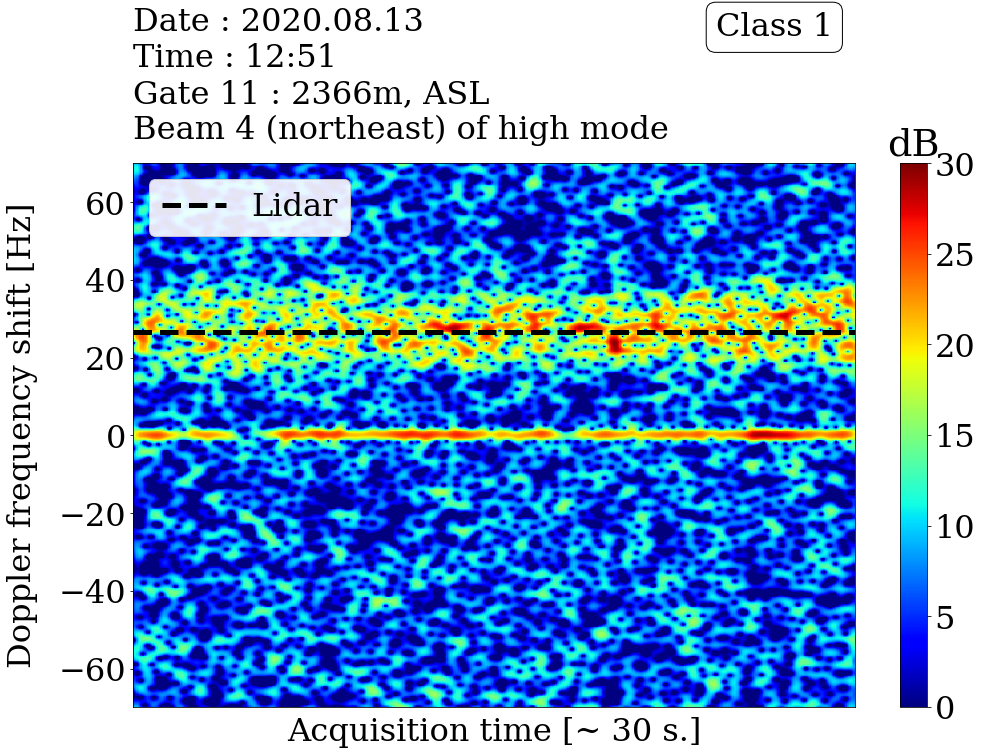 Date : 2020.08.13
Class 1
Time : 12:51
Gate 11 : 2366m, ASL
Beam 4 (northeast) of high mode
dB
30
25
20
15
10
5
0
Lidar
60
40
20
0
−20
−40
−60
Doppler frequency shift [Hz]
Acquisition time [~ 30 s.]